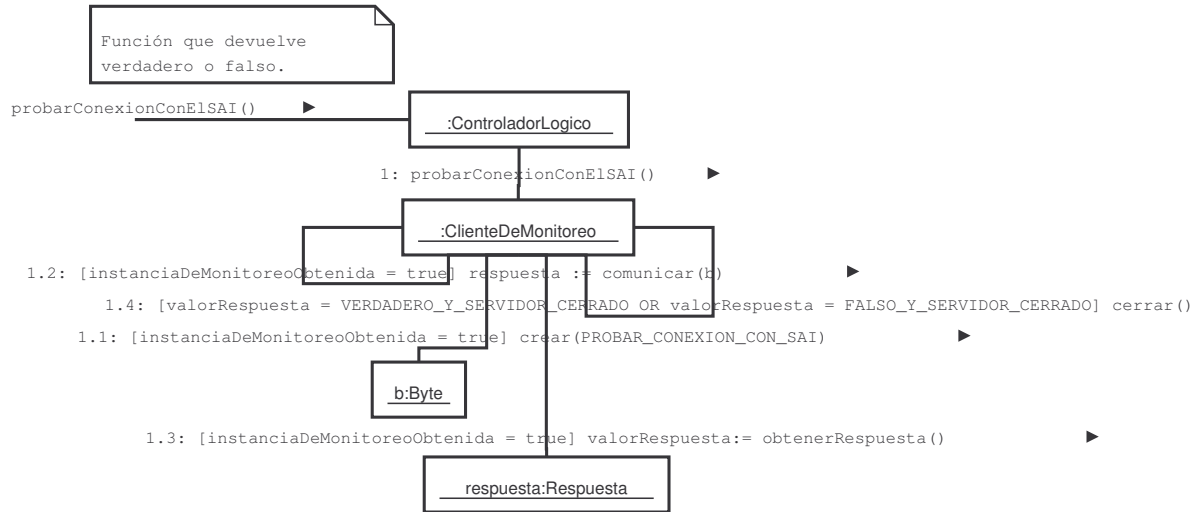 Función que devuelve
verdadero o falso.
probarConexionConElSAI()
:ControladorLogico
1: probarConexionConElSAI()
:ClienteDeMonitoreo
1.2: [instanciaDeMonitoreoObtenida = true] respuesta := comunicar(b)
1.4: [valorRespuesta = VERDADERO_Y_SERVIDOR_CERRADO OR valorRespuesta = FALSO_Y_SERVIDOR_CERRADO] cerrar()
1.1: [instanciaDeMonitoreoObtenida = true] crear(PROBAR_CONEXION_CON_SAI)
b:Byte
1.3: [instanciaDeMonitoreoObtenida = true] valorRespuesta:= obtenerRespuesta()
respuesta:Respuesta